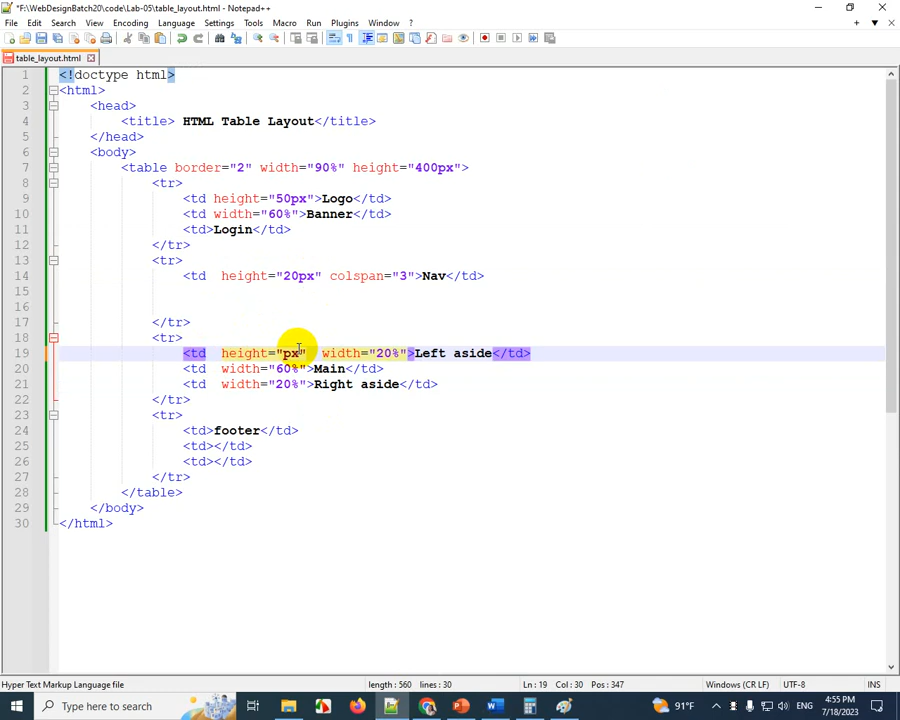 *F:\WebDesignBatch20\code\Lab-05\table_layout.html - Notepad++
File Edit Search View Encoding Language Settings Tools Macro Run Plugins Window ?
table_layout.html
1 <!doctype html>
2 <html>
3 <head>
4 <title> HTML Table Layout</title>
5 </head>
6 <body>
7 <table border="2" width="90%" height="400px">
8 <tr>
9 <td height="50px">Logo</td>
10 <td width="60%">Banner</td>
11 <td>Login</td>
12 </tr>
13 <tr>
14 <td  height="20px" colspan="3">Nav</td>
15
16
17 </tr>
18 <tr>
19 <td  height="px"  width="20%">Left aside</td>
20 <td  width="60%">Main</td>
21 <td  width="20%">Right aside</td>
22 </tr>
23 <tr>
24 <td>footer</td>
25 <td></td>
26 <td></td>
27 </tr>
28 </table>
29 </body>
30 </html>
Hyper Text Markup Language file length : 560 lines : 30 Ln : 19 Col : 30 Pos : 347 Windows (CR LF) UTF-8 INS
Type here to search 91°F 4:55 PM
7/18/2023